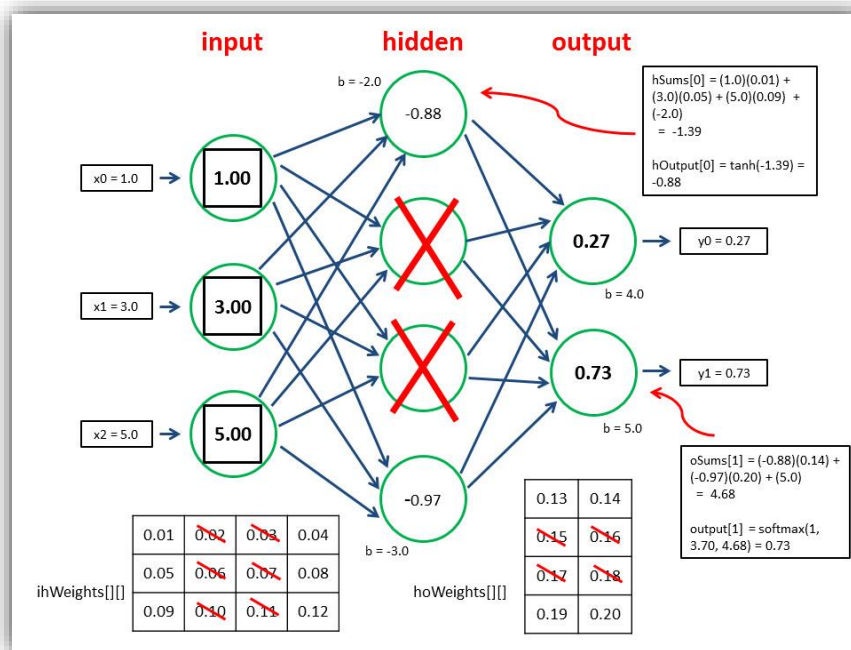 input
hidden
output
b = -2.0
-0.88
hSums[0] = (1.0)(0.01) +
(3.0)(0.05) + (5.0)(0.09) +
(-2.0)
= -1.39
hOutput[0] = tanh(-1.39) =
-0.88
x0 = 1.0
1.00
0.27
y0 = 0.27
b = 4.0
x1 = 3.0
3.00
0.73
y1 = 0.73
b = 5.0
x2 = 5.0
5.00
-0.97
b = -3.0
oSums[1] = (-0.88)(0.14) +
(-0.97)(0.20) + (5.0)
= 4.68
output[1] = softmax(1,
3.70, 4.68) = 0.73
ihWeights[][]
0.01 0.02 0.03 0.04
0.05 0.06 0.07 0.08
0.09 0.10 0.11 0.12
hoWeights[][]
0.13 0.14
0.15 0.16
0.17 0.18
0.19 0.20